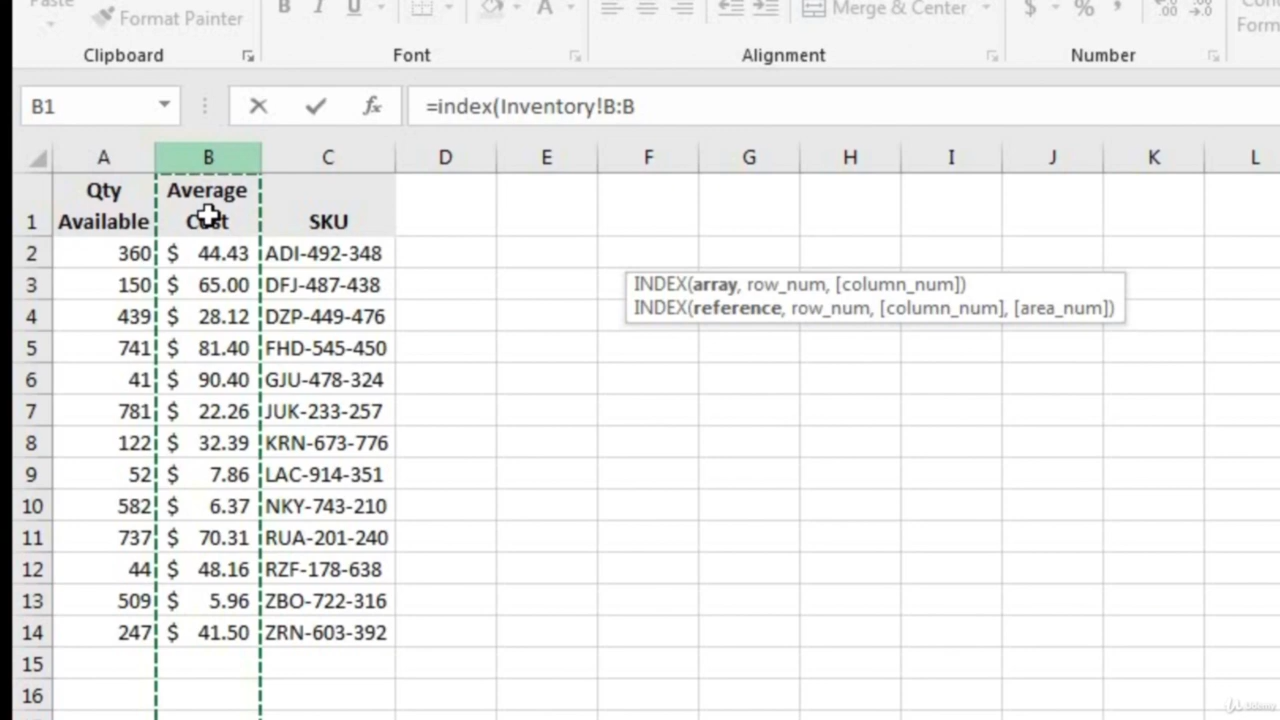 Paste
Format Painter
B I U A
Merge & Center
$ % ,
Form
Clipboard
Font
Alignment
Number
B1
fx
=index(Inventory!B:B
A B C D E F G H I J K L
1 Qty Available Average Cost SKU
2 360 $ 44.43 ADI-492-348
3 150 $ 65.00 DFJ-487-438
INDEX(array, row_num, [column_num])
INDEX(reference, row_num, [column_num], [area_num])
4 439 $ 28.12 DZP-449-476
5 741 $ 81.40 FHD-545-450
6 41 $ 90.40 GJU-478-324
7 781 $ 22.26 JUK-233-257
8 122 $ 32.39 KRN-673-776
9 52 $ 7.86 LAC-914-351
10 582 $ 6.37 NKY-743-210
11 737 $ 70.31 RUA-201-240
12 44 $ 48.16 RZF-178-638
13 509 $ 5.96 ZBO-722-316
14 247 $ 41.50 ZRN-603-392
15
16
Udemy